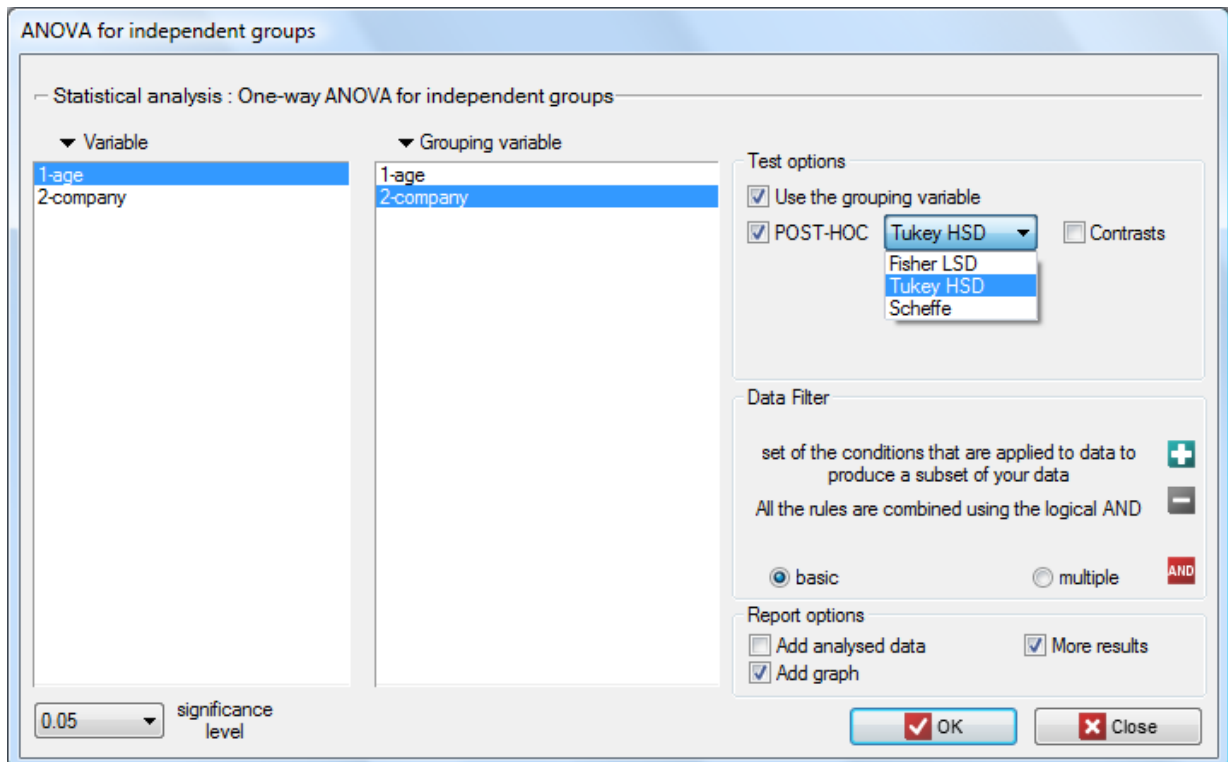 ANOVA for independent groups
Statistical analysis : One-way ANOVA for independent groups
Variable
1-age
2-company
Grouping variable
1-age
2-company
Test options
Use the grouping variable
POST-HOC
Tukey HSD
Contrasts
Fisher LSD
Tukey HSD
Scheffe
Data Filter
set of the conditions that are applied to data to
produce a subset of your data
All the rules are combined using the logical AND
basic
multiple
AND
Report options
Add analysed data
More results
Add graph
0.05
significance
level
OK
Close